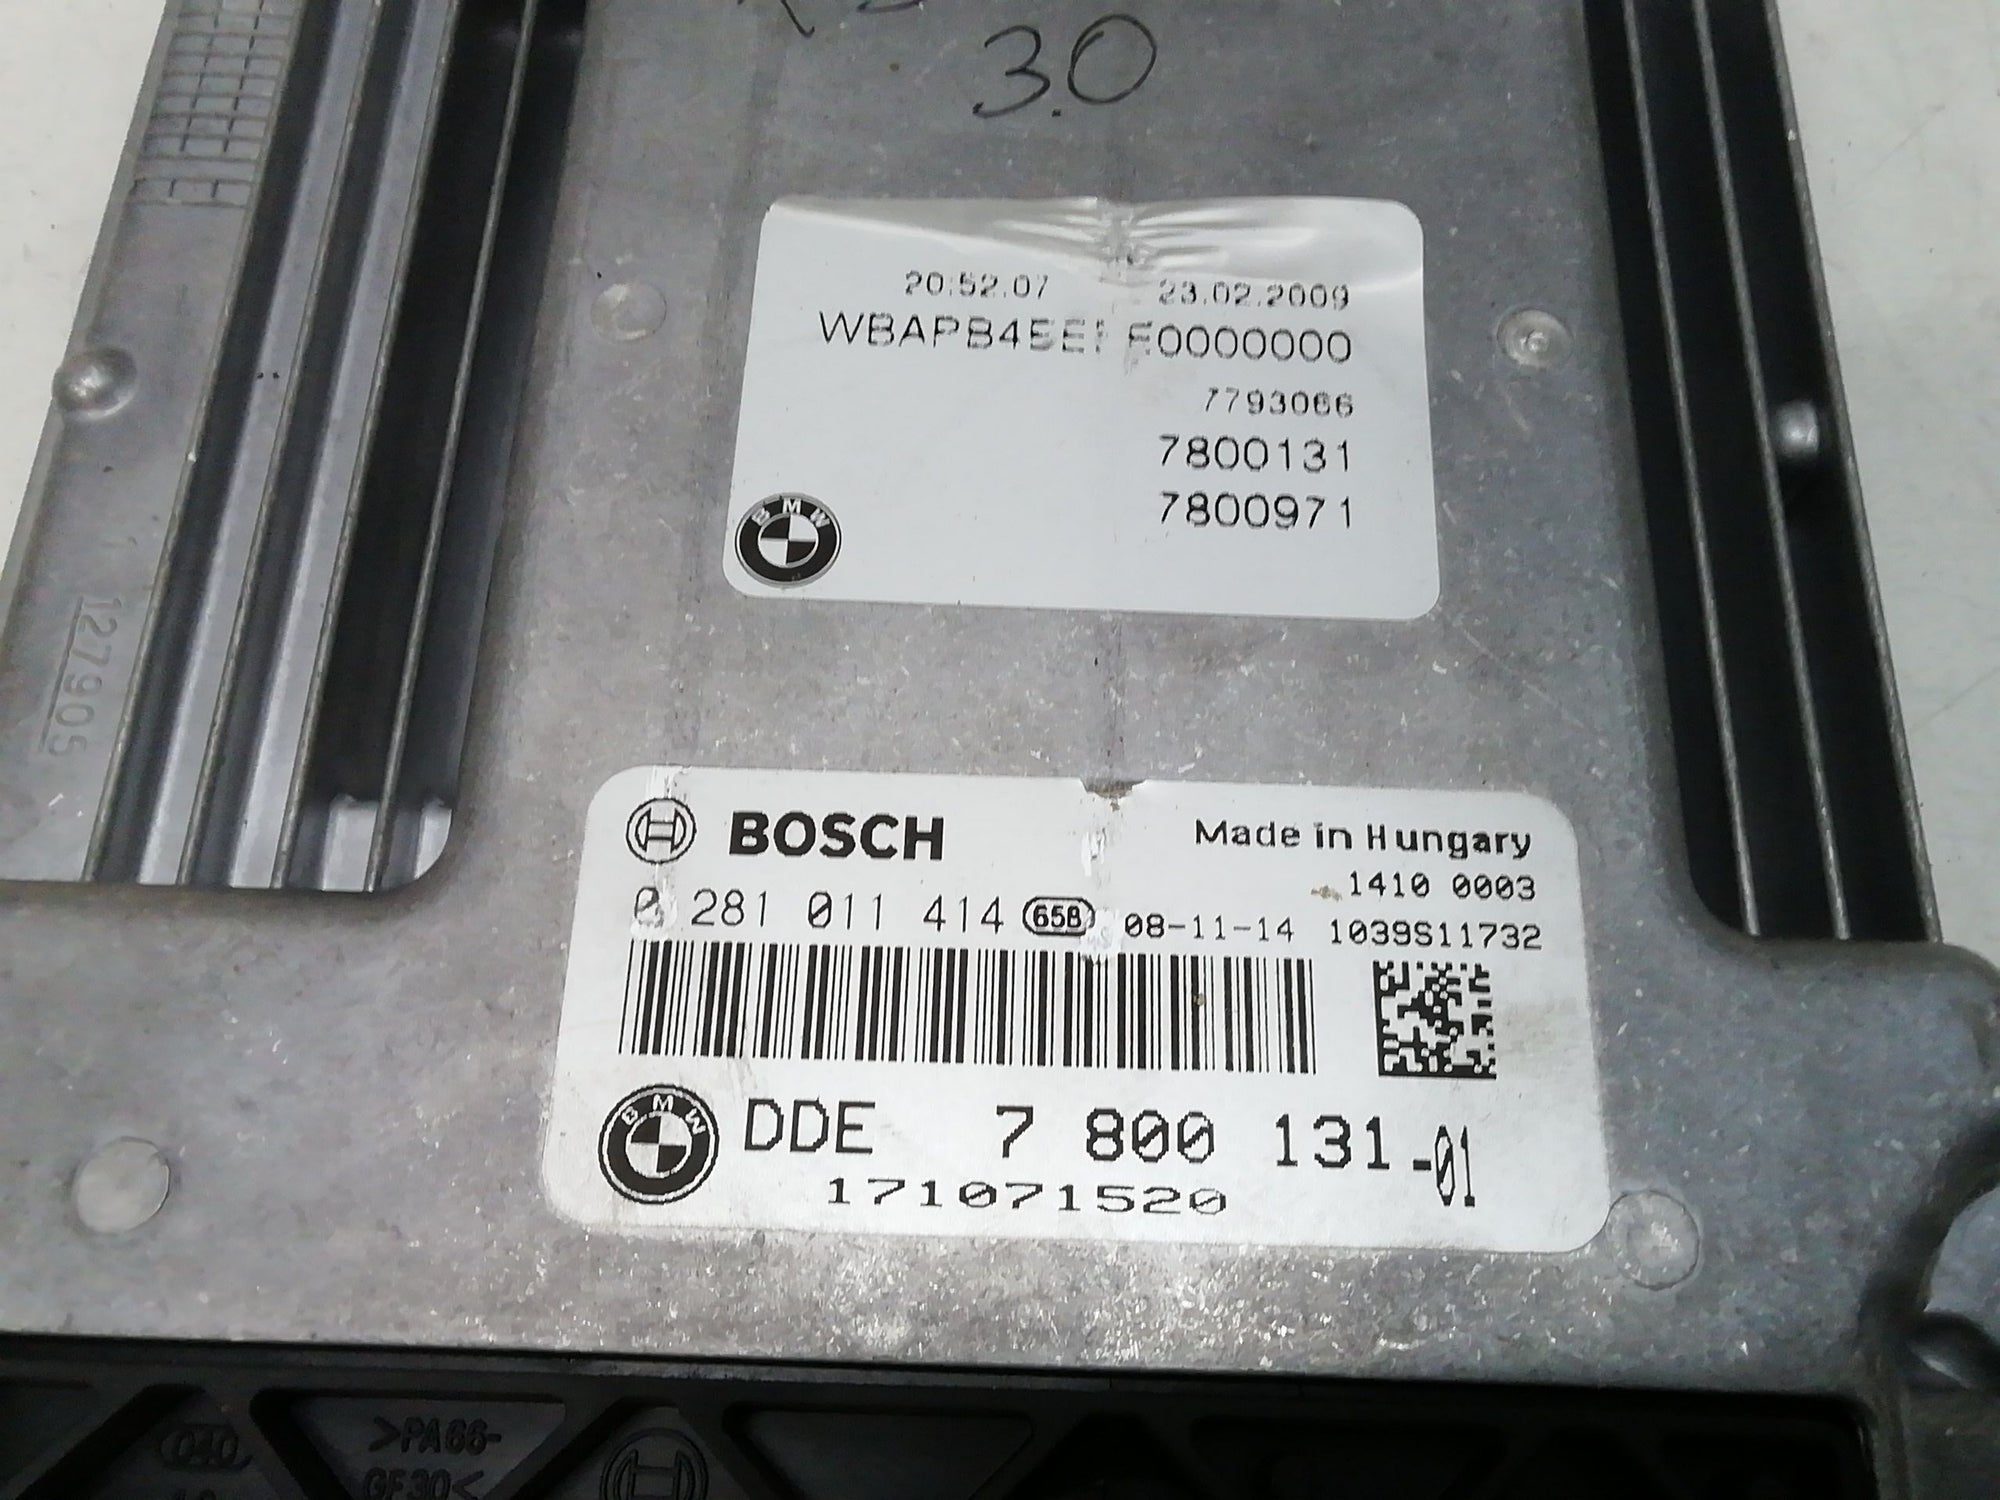 3.0
20:52.07 23.02.2009
7793066
7800131
7800971
BMW
127905
BOSCH Made in Hungary
1410 0003
0 281 011 414 65B 08-11-14 1039S11732
BMW DDE 7 800 131-01
171071520
>PA66-
GF30<